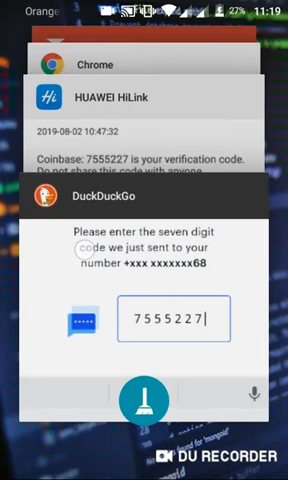 Orange
27%
11:19
Chrome
Hi
HUAWEI HiLink
2019-08-02 10:47:32
Coinbase: 7555227 is your verification code.
Do not share this code with anyone.
DuckDuckGo
Please enter the seven digit
code we just sent to your
number +xxx xxxxxxx68
7555227
DU RECORDER